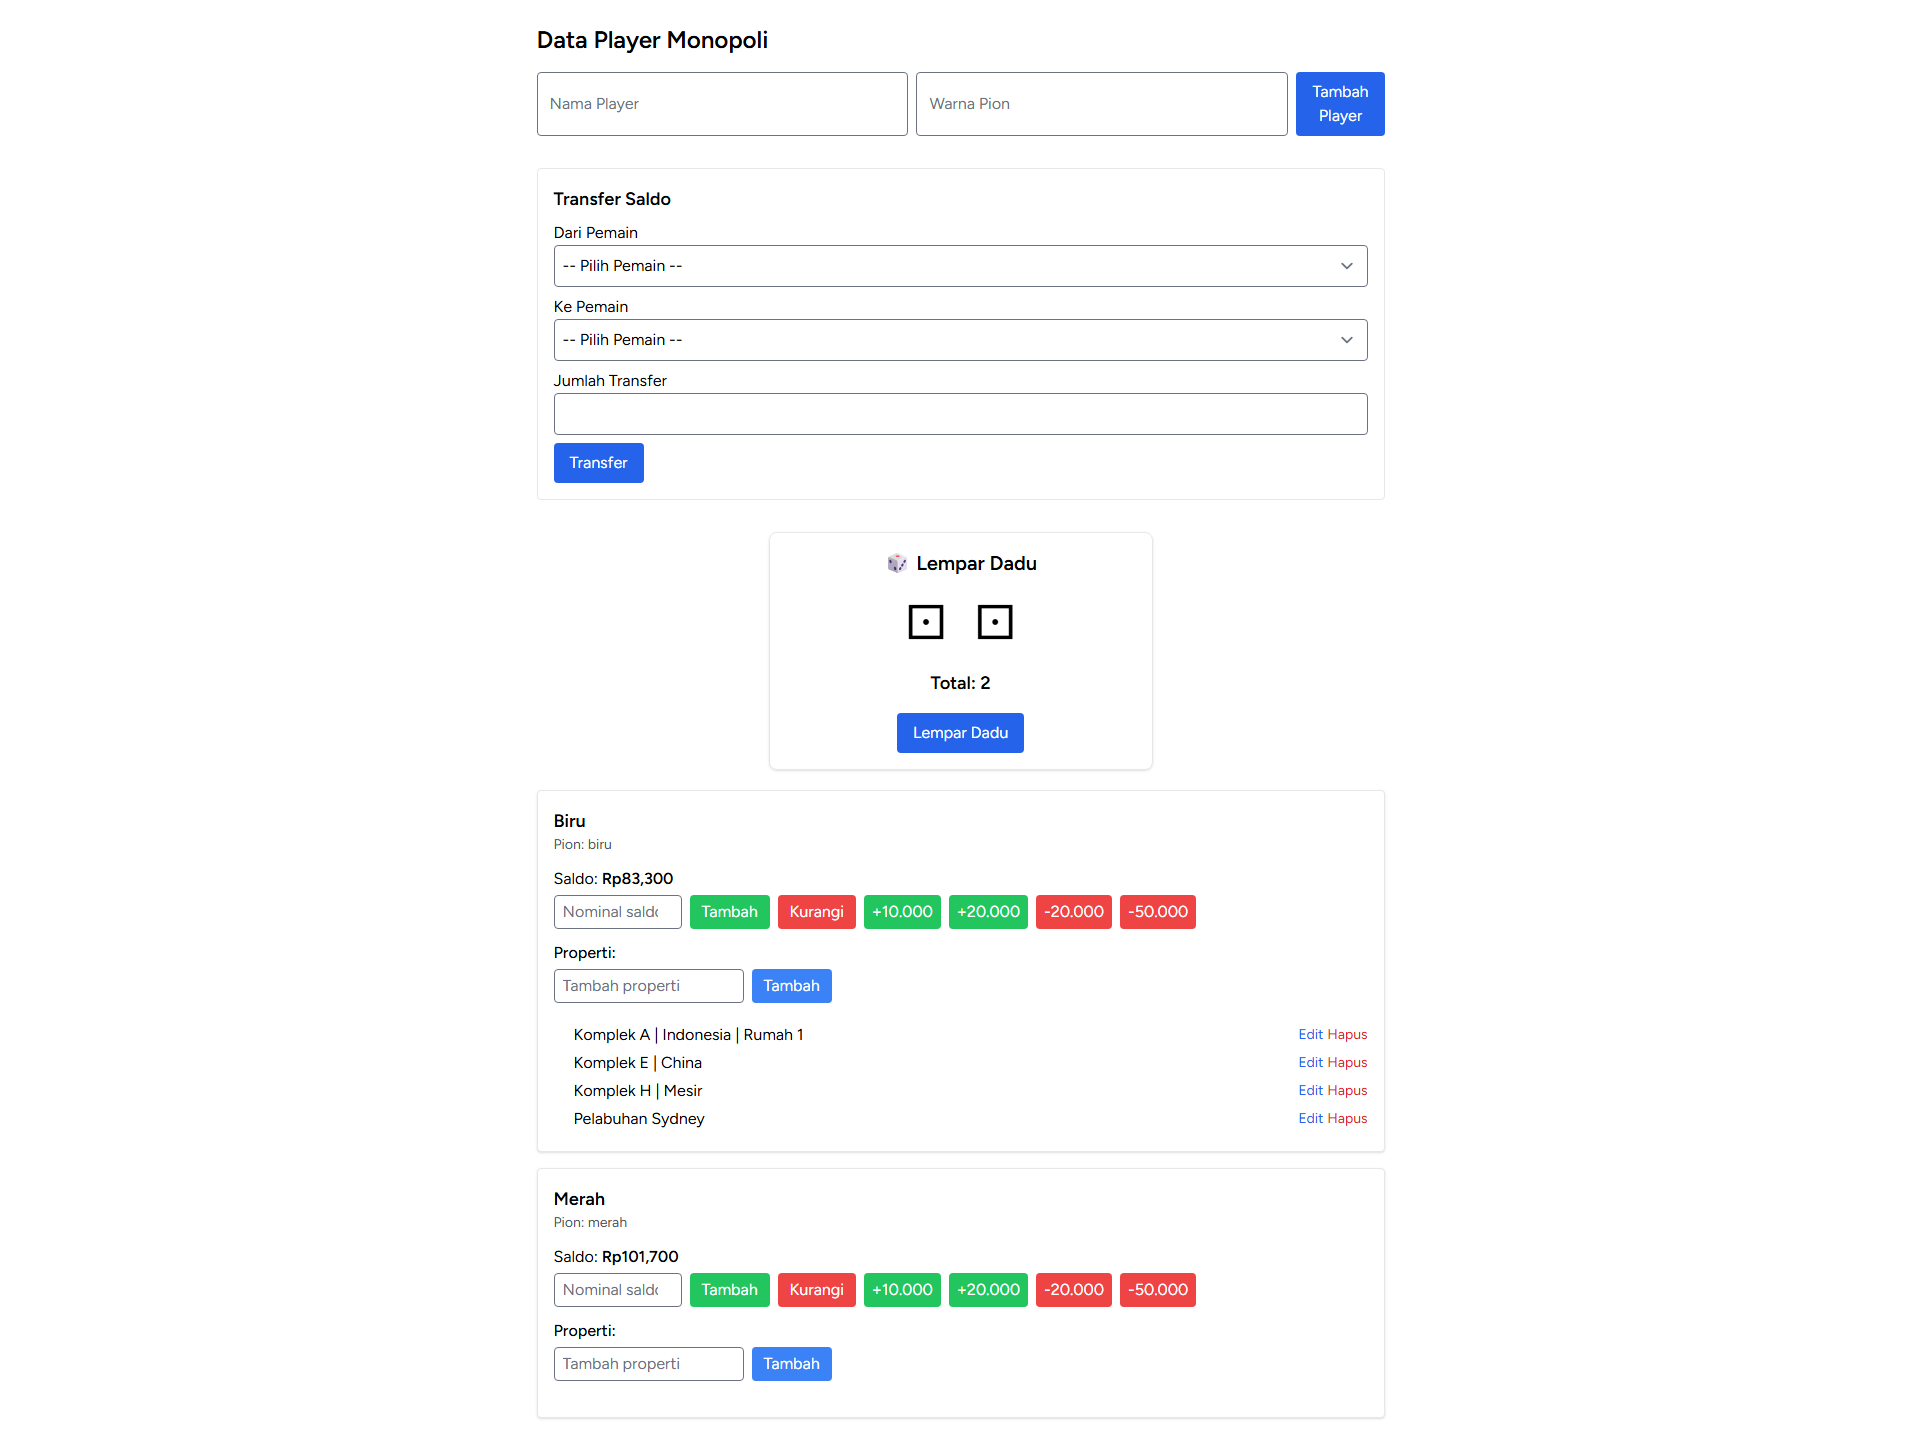 Data Player Monopoli
Nama Player
Warna Pion
Tambah
Player
Transfer Saldo
Dari Pemain
-- Pilih Pemain --
Ke Pemain
-- Pilih Pemain --
Jumlah Transfer
Transfer
Lempar Dadu
Total: 2
Lempar Dadu
Biru
Pion: biru
Saldo: Rp83,300
Nominal saldo Tambah Kurangi +10.000 +20.000 -20.000 -50.000
Properti:
Tambah properti Tambah
Komplek A | Indonesia | Rumah 1 Edit Hapus
Komplek E | China Edit Hapus
Komplek H | Mesir Edit Hapus
Pelabuhan Sydney Edit Hapus
Merah
Pion: merah
Saldo: Rp101,700
Nominal saldo Tambah Kurangi +10.000 +20.000 -20.000 -50.000
Properti:
Tambah properti Tambah